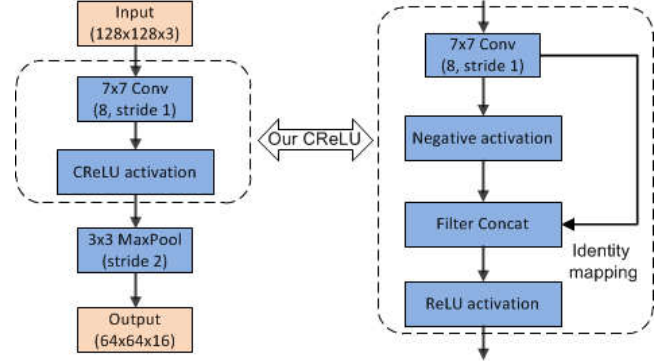 Input
(128x128x3)
7x7 Conv
(8, stride 1)
CReLU activation
3x3 MaxPool
(stride 2)
Output
(64x64x16)
Our CReLU
7x7 Conv
(8, stride 1)
Negative activation
Filter Concat
Identity
mapping
ReLU activation